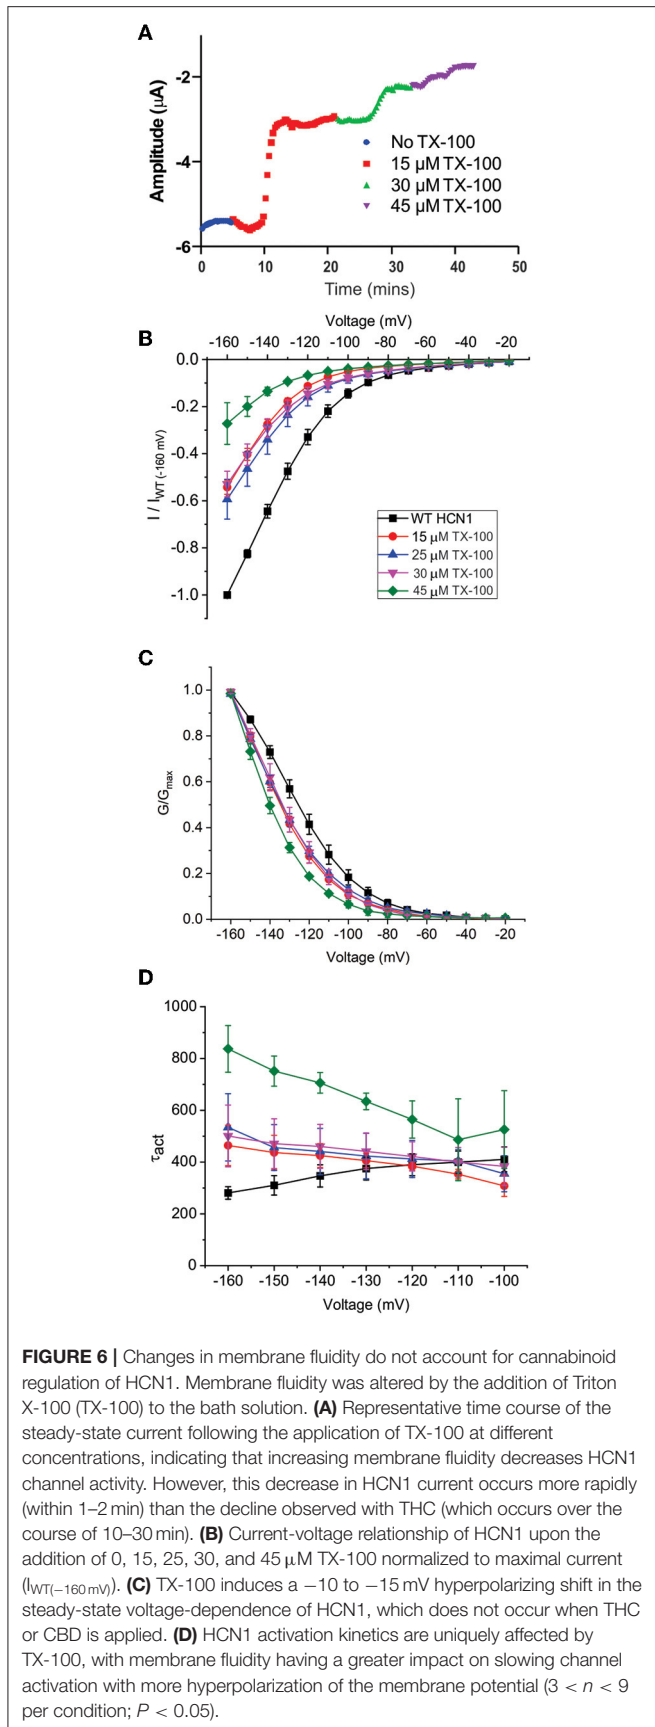 A
Amplitude (μA)
-2
-4
-6
No TX-100
15 μM TX-100
30 μM TX-100
45 μM TX-100
0 10 20 30 40 50
Time (mins)
B
Voltage (mV)
-160 -140 -120 -100 -80 -60 -40 -20
I / IWT (-160 mV)
0.0
-0.2
-0.4
-0.6
-0.8
-1.0
WT HCN1
15 μM TX-100
25 μM TX-100
30 μM TX-100
45 μM TX-100
C
G/Gmax
1.0
0.8
0.6
0.4
0.2
0.0
-160 -140 -120 -100 -80 -60 -40 -20
Voltage (mV)
D
τact
1000
800
600
400
200
0
-160 -150 -140 -130 -120 -110 -100
Voltage (mV)
FIGURE 6 | Changes in membrane fluidity do not account for cannabinoid
regulation of HCN1. Membrane fluidity was altered by the addition of Triton
X-100 (TX-100) to the bath solution. (A) Representative time course of the
steady-state current following the application of TX-100 at different
concentrations, indicating that increasing membrane fluidity decreases HCN1
channel activity. However, this decrease in HCN1 current occurs more rapidly
(within 1–2 min) than the decline observed with THC (which occurs over the
course of 10–30 min). (B) Current-voltage relationship of HCN1 upon the
addition of 0, 15, 25, 30, and 45 μM TX-100 normalized to maximal current
(IWT(−160 mV)). (C) TX-100 induces a −10 to −15 mV hyperpolarizing shift in the
steady-state voltage-dependence of HCN1, which does not occur when THC
or CBD is applied. (D) HCN1 activation kinetics are uniquely affected by
TX-100, with membrane fluidity having a greater impact on slowing channel
activation with more hyperpolarization of the membrane potential (3 < n < 9
per condition; P < 0.05).